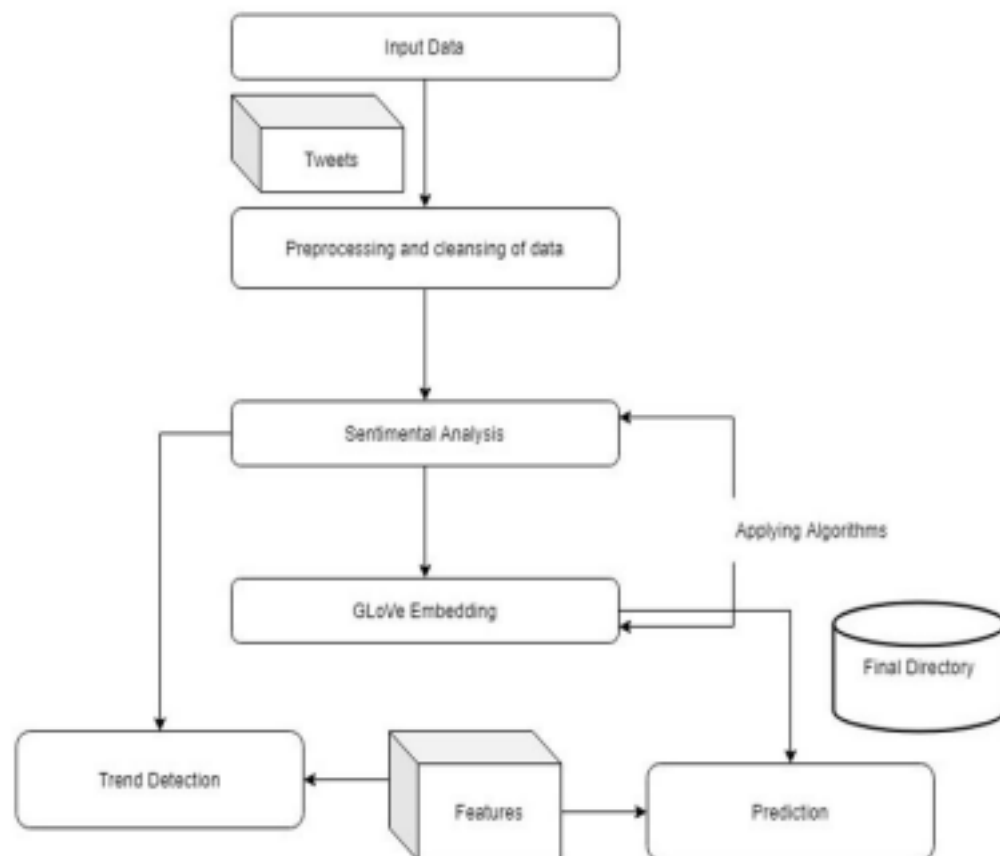 Input Data
Tweets
Preprocessing and cleansing of data
Sentimental Analysis
Applying Algorithms
GLoVe Embedding
Final Directory
Trend Detection
Features
Prediction